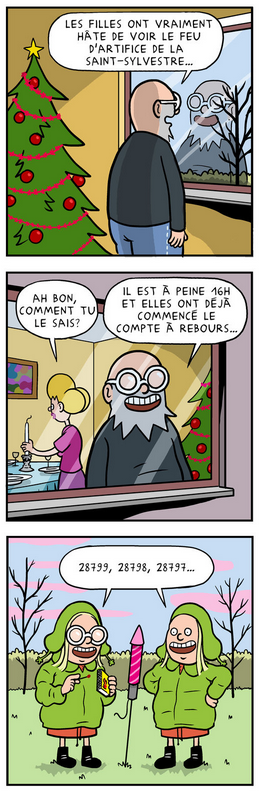 LES FILLES ONT VRAIMENT
HÂTE DE VOIR LE FEU
D'ARTIFICE DE LA
SAINT-SYLVESTRE...
AH BON,
COMMENT TU
LE SAIS?
IL EST À PEINE 16H
ET ELLES ONT DÉJÀ
COMMENCÉ LE
COMPTE À REBOURS...
28799, 28798, 28797...